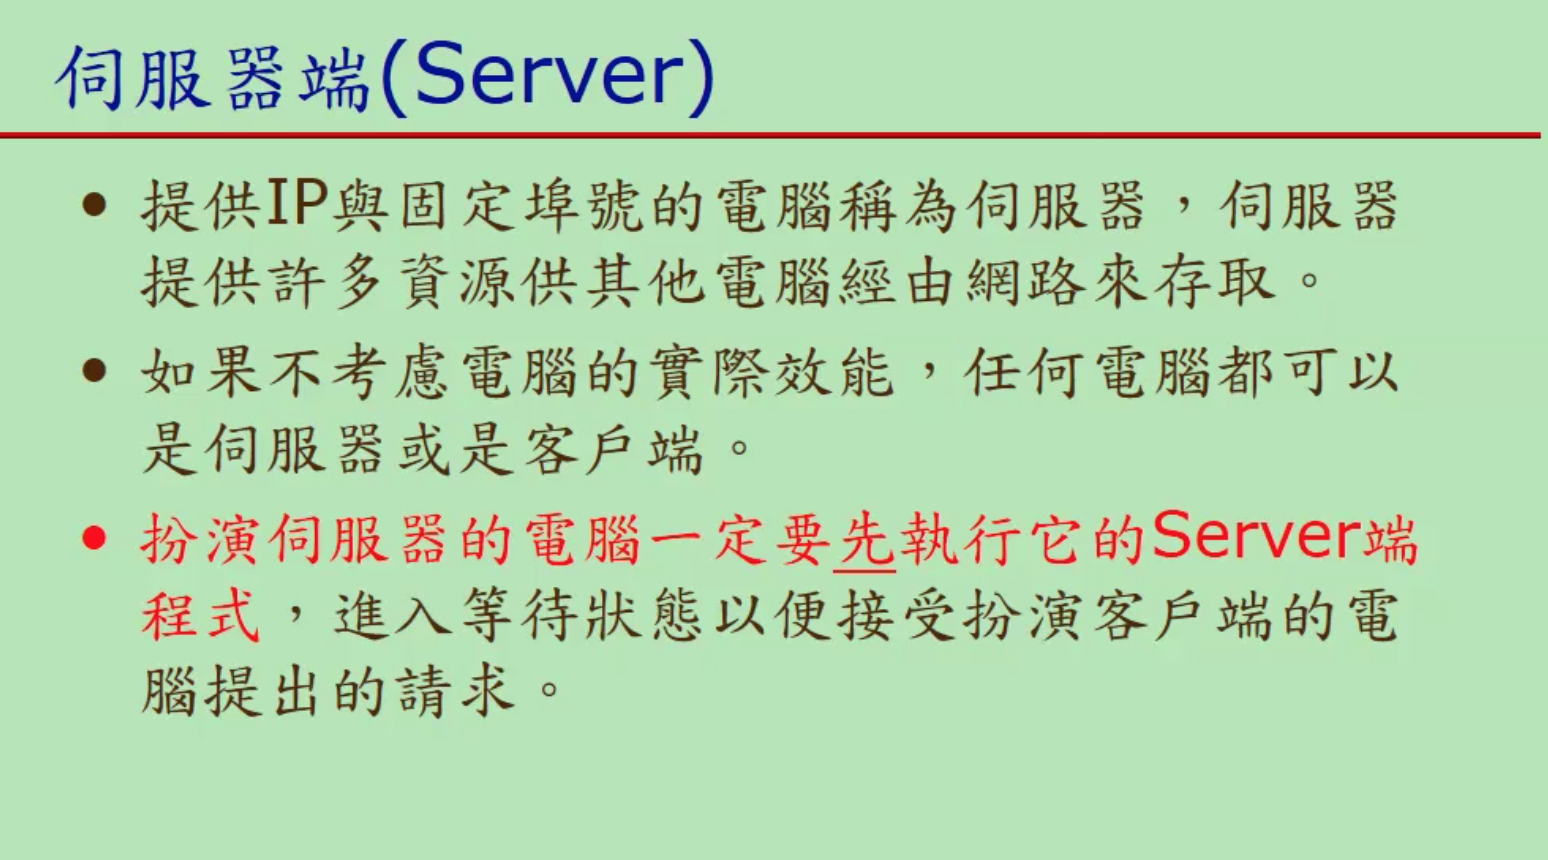 伺服器端(Server)
• 提供IP與固定埠號的電腦稱為伺服器，伺服器
提供許多資源供其他電腦經由網路來存取。
• 如果不考慮電腦的實際效能，任何電腦都可以
是伺服器或是客戶端。
• 扮演伺服器的電腦一定要先執行它的Server端
程式，進入等待狀態以便接受扮演客戶端的電
腦提出的請求。